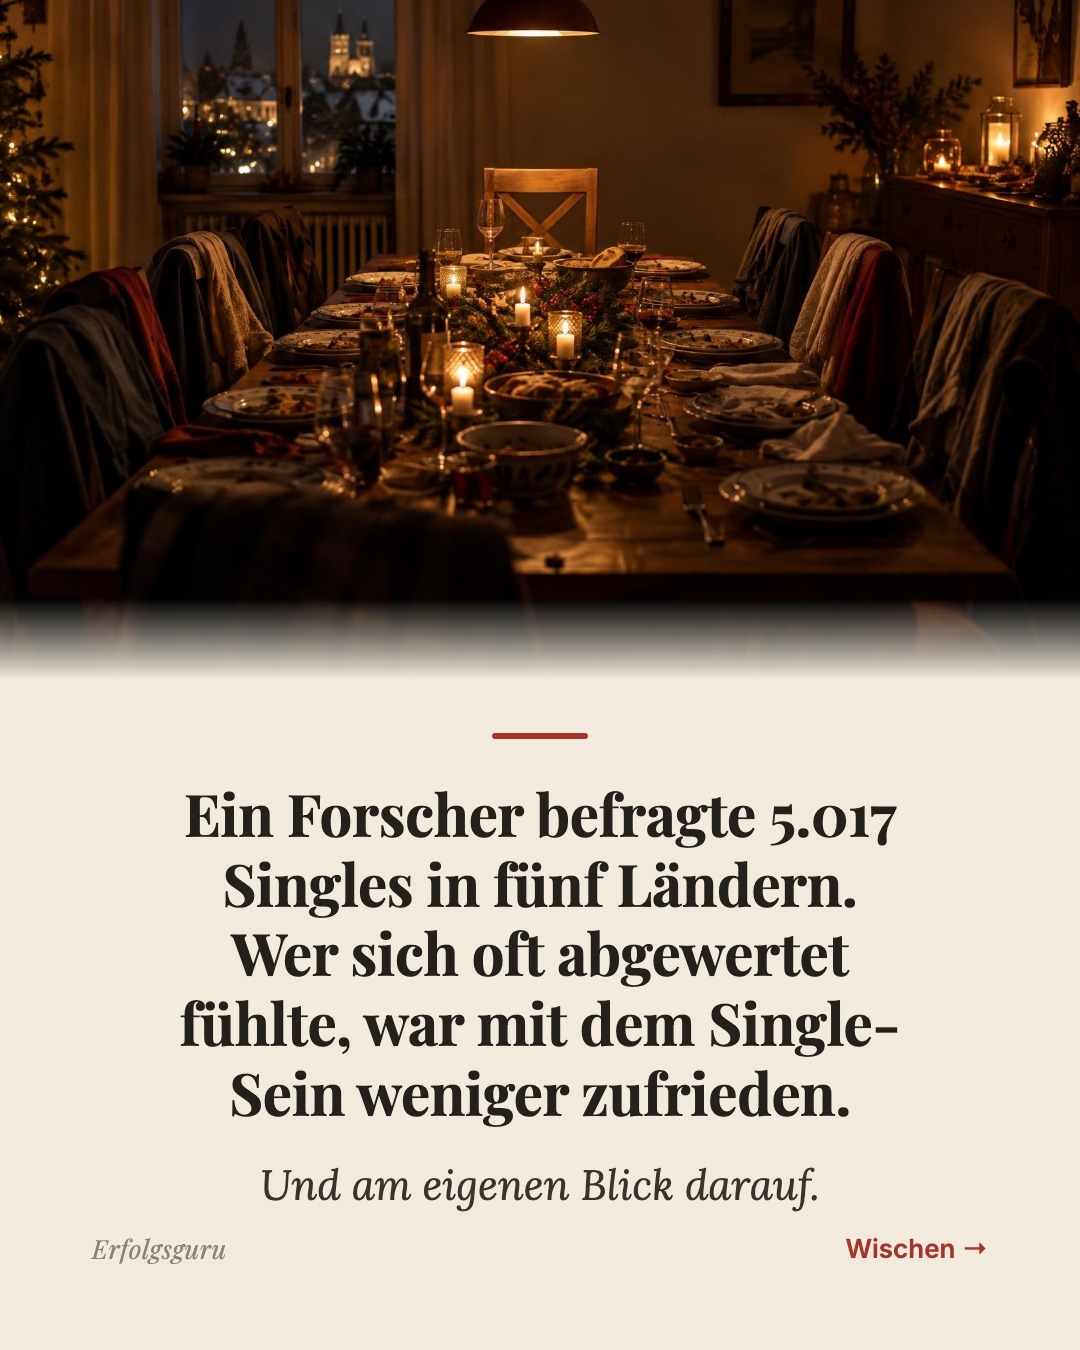 Ein Forscher befragte 5.017
Singles in fünf Ländern.
Wer sich oft abgewertet
fühlte, war mit dem Single-
Sein weniger zufrieden.
Und am eigenen Blick darauf.
Erfolgsguru
Wischen →